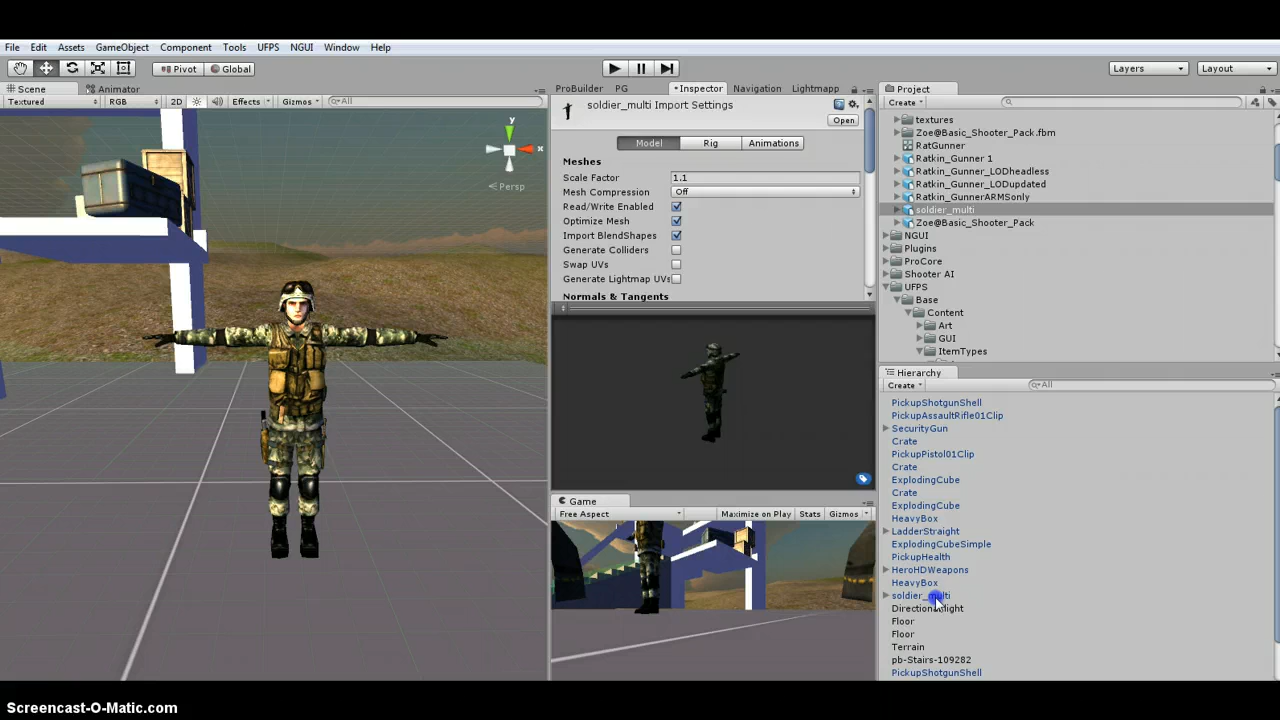 File Edit Assets GameObject Component Tools UFPS NGUI Window Help
Pivot Global Layers Layout
Scene Animator
Textured RGB 2D Effects Gizmos All
y
x
Persp
ProBuilder PG Inspector Navigation Lightmapp
soldier_multi Import Settings
Open
Model Rig Animations
Meshes
Scale Factor 1.1
Mesh Compression Off
Read/Write Enabled
Optimize Mesh
Import BlendShapes
Generate Colliders
Swap UVs
Generate Lightmap UVs
Normals & Tangents
Game
Free Aspect Maximize on Play Stats Gizmos
Project
Create
textures
Zoe@Basic_Shooter_Pack.fbm
RatGunner
Ratkin_Gunner 1
Ratkin_Gunner_LODheadless
Ratkin_Gunner_LODupdated
Ratkin_GunnerARMSonly
soldier_multi
Zoe@Basic_Shooter_Pack
NGUI
Plugins
ProCore
Shooter AI
UFPS
Base
Content
Art
GUI
ItemTypes
Hierarchy
Create All
PickupShotgunShell
PickupAssaultRifle01Clip
SecurityGun
Crate
PickupPistol01Clip
Crate
ExplodingCube
Crate
ExplodingCube
HeavyBox
LadderStraight
ExplodingCubeSimple
PickupHealth
HeroHDWeapons
HeavyBox
soldier_multi
Directional light
Floor
Floor
Terrain
pb-Stairs-109282
PickupShotgunShell
Screencast-O-Matic.com